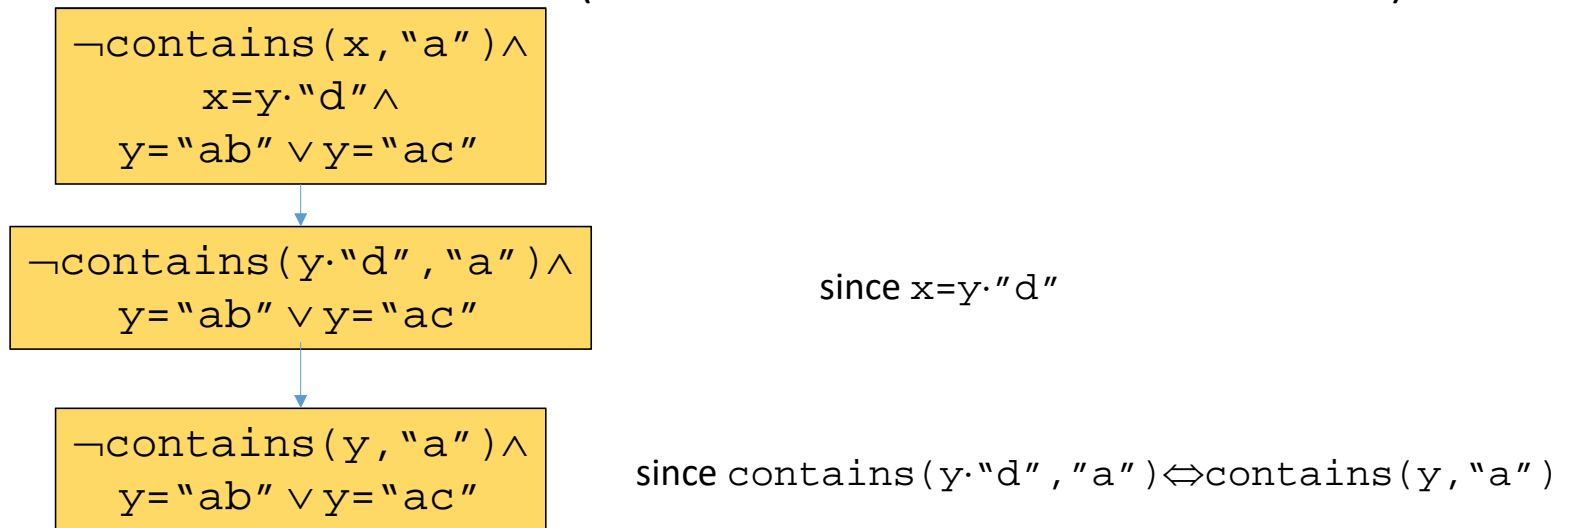 ¬contains(x,“a”)∧
x=y·“d”∧
y=“ab”∨y=“ac”
¬contains(y·“d”,“a”)∧
y=“ab”∨y=“ac”
since x=y·”d”
¬contains(y,“a”)∧
y=“ab”∨y=“ac”
since contains(y·“d”,”a”)⇔contains(y,“a”)